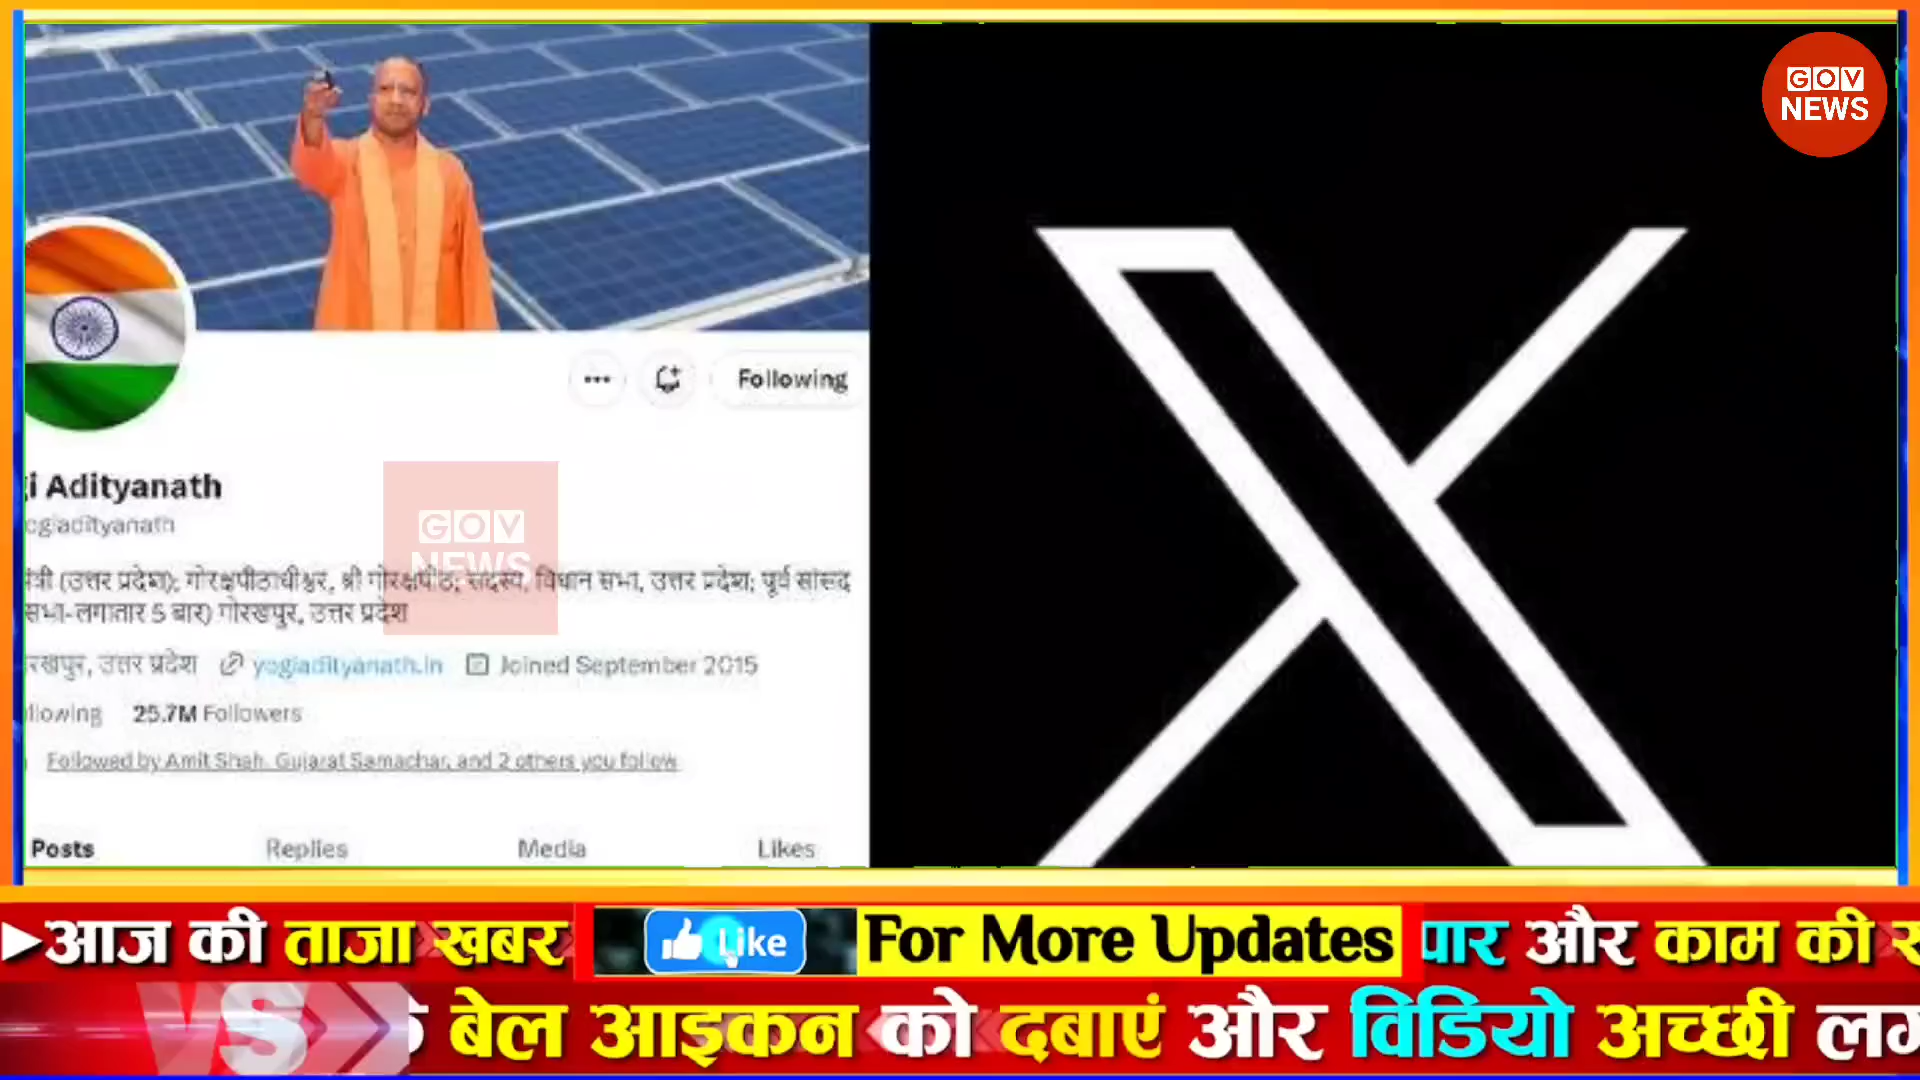 GOV
NEWS
Following
i Adityanath
ogiadityanath
GOV
NEWS
मंत्री (उत्तर प्रदेश); गोरक्षपीठाधीश्वर, श्री गोरक्षपीठ; सदस्य, विधान सभा, उत्तर प्रदेश; पूर्व सांसद
सभा-लगातार 5 बार) गोरखपुर, उत्तर प्रदेश
रखपुर, उत्तर प्रदेश yogiadityanath.in Joined September 2015
llowing 25.7M Followers
Followed by Amit Shah, Gujarat Samachar, and 2 others you follow
Posts Replies Media Likes
आज की ताजा खबर Like For More Updates पार और काम की
VS बेल आइकन को दबाएं और विडियो अच्छी लग